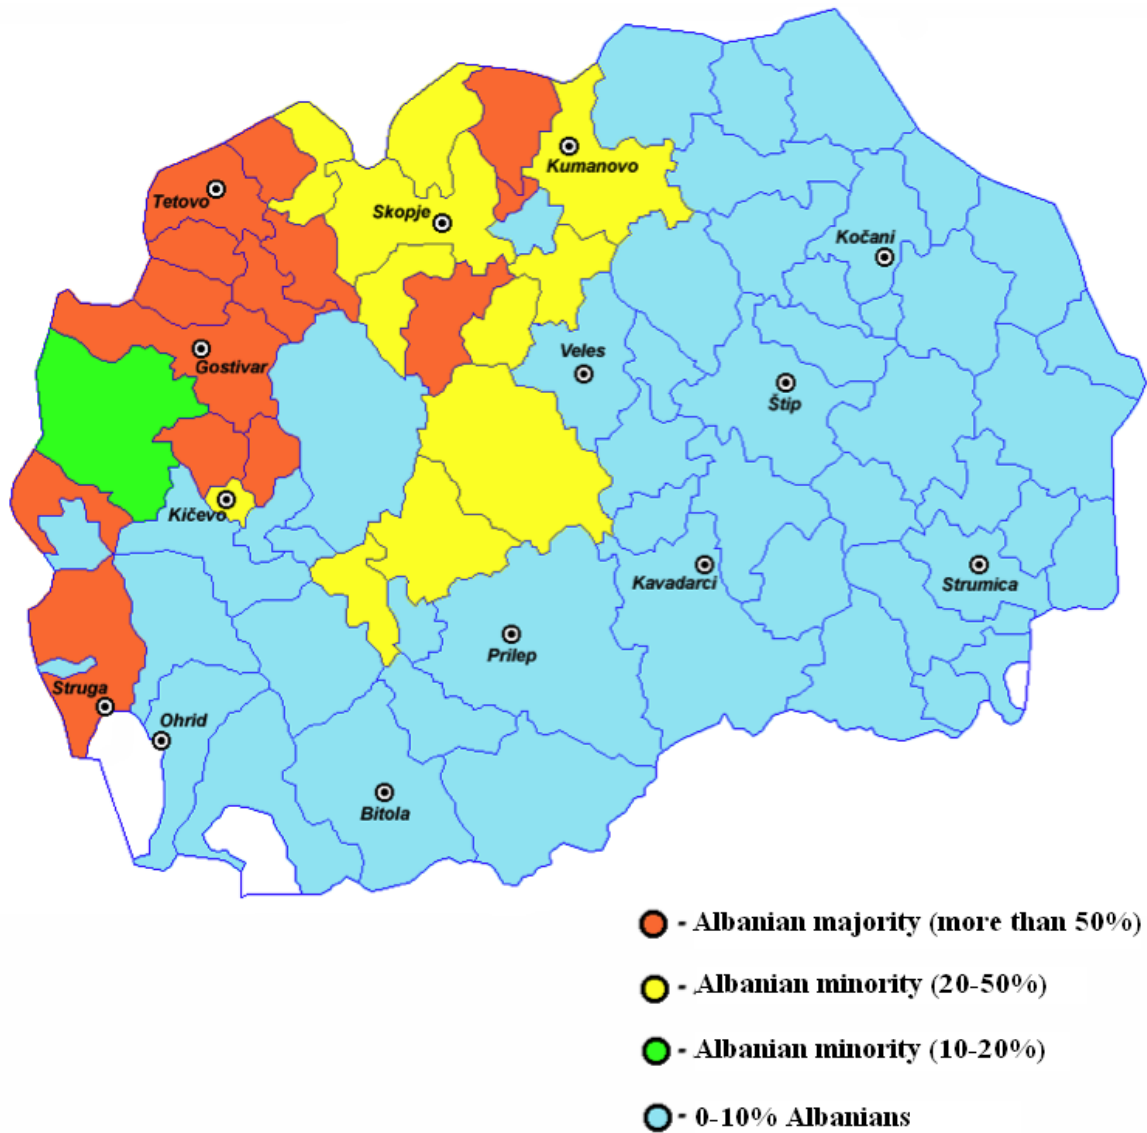 Kumanovo
Tetovo
Skopje
Kočani
Gostivar
Veles
Štip
Kičevo
Kavadarci
Strumica
Prilep
Struga
Ohrid
Bitola
- Albanian majority (more than 50%)
- Albanian minority (20-50%)
- Albanian minority (10-20%)
- 0-10% Albanians